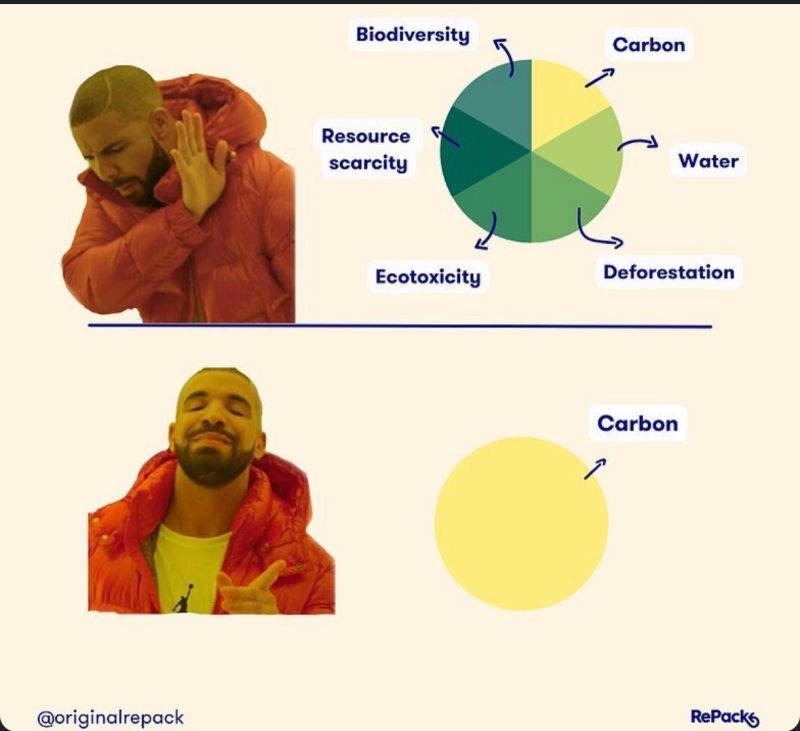 Biodiversity
Carbon
Resource
scarcity
Water
Ecotoxicity
Deforestation
Carbon
@originalrepack
RePack